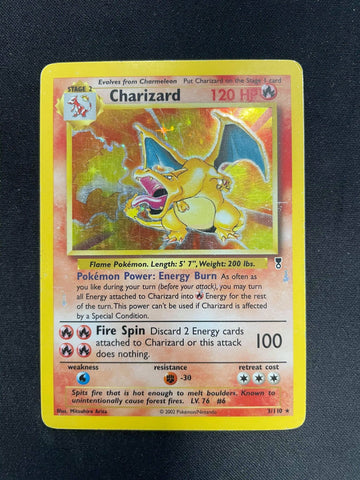 Evolves from Charmeleon Put Charizard on the Stage 1 card
STAGE 2
Charizard 120 HP
Flame Pokémon. Length: 5' 7", Weight: 200 lbs.
Pokémon Power: Energy Burn As often as
you like during your turn (before your attack), you may turn
all Energy attached to Charizard into Energy for the rest
of the turn. This power can't be used if Charizard is
affected by a Special Condition.
Fire Spin Discard 2 Energy cards
attached to Charizard or this attack
does nothing.
100
weakness resistance retreat cost
-30
Spits fire that is hot enough to melt boulders. Known to
unintentionally cause forest fires. LV. 76 #6
Illus. Mitsuhiro Arita © 2002 Pokémon/Nintendo 3/110